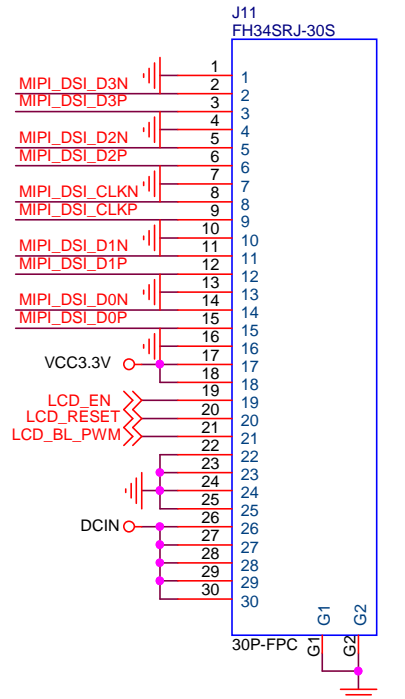 J11
FH34SRJ-30S
1 1
MIPI_DSI_D3N 2 2
MIPI_DSI_D3P 3 3
4 4
MIPI_DSI_D2N 5 5
MIPI_DSI_D2P 6 6
7 7
MIPI_DSI_CLKN 8 8
MIPI_DSI_CLKP 9 9
10 10
MIPI_DSI_D1N 11 11
MIPI_DSI_D1P 12 12
13 13
MIPI_DSI_D0N 14 14
MIPI_DSI_D0P 15 15
16 16
VCC3.3V 17 17
18 18
LCD_EN 19 19
LCD_RESET 20 20
LCD_BL_PWM 21 21
22 22
23 23
24 24
25 25
DCIN 26 26
27 27
28 28
29 29
30 30
G1 G2
30P-FPC G1 G2